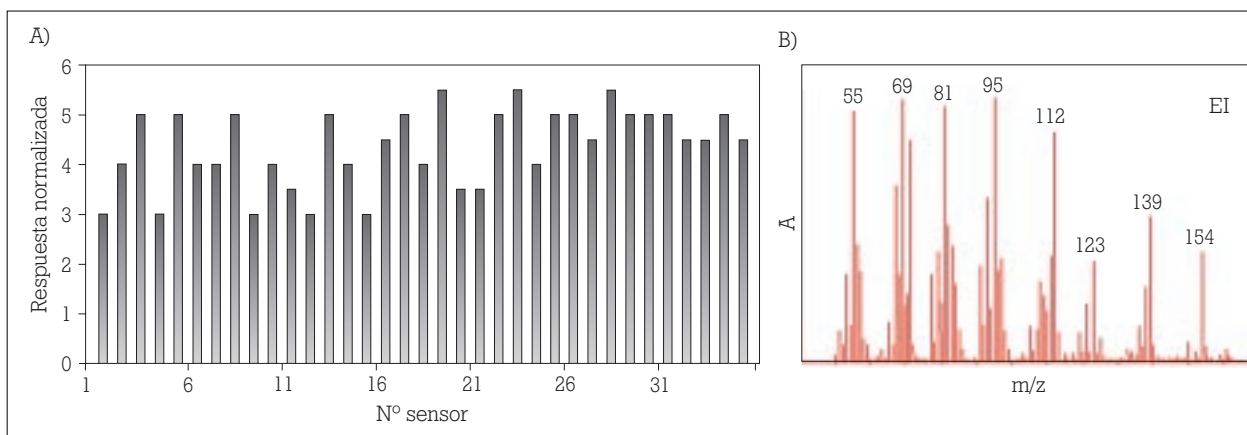 A)
Respuesta normalizada
6
5
4
3
2
1
0
1 6 11 16 21 26 31
Nº sensor
B)
55 69 81 95 112 123 139 154
EI
A
m/z